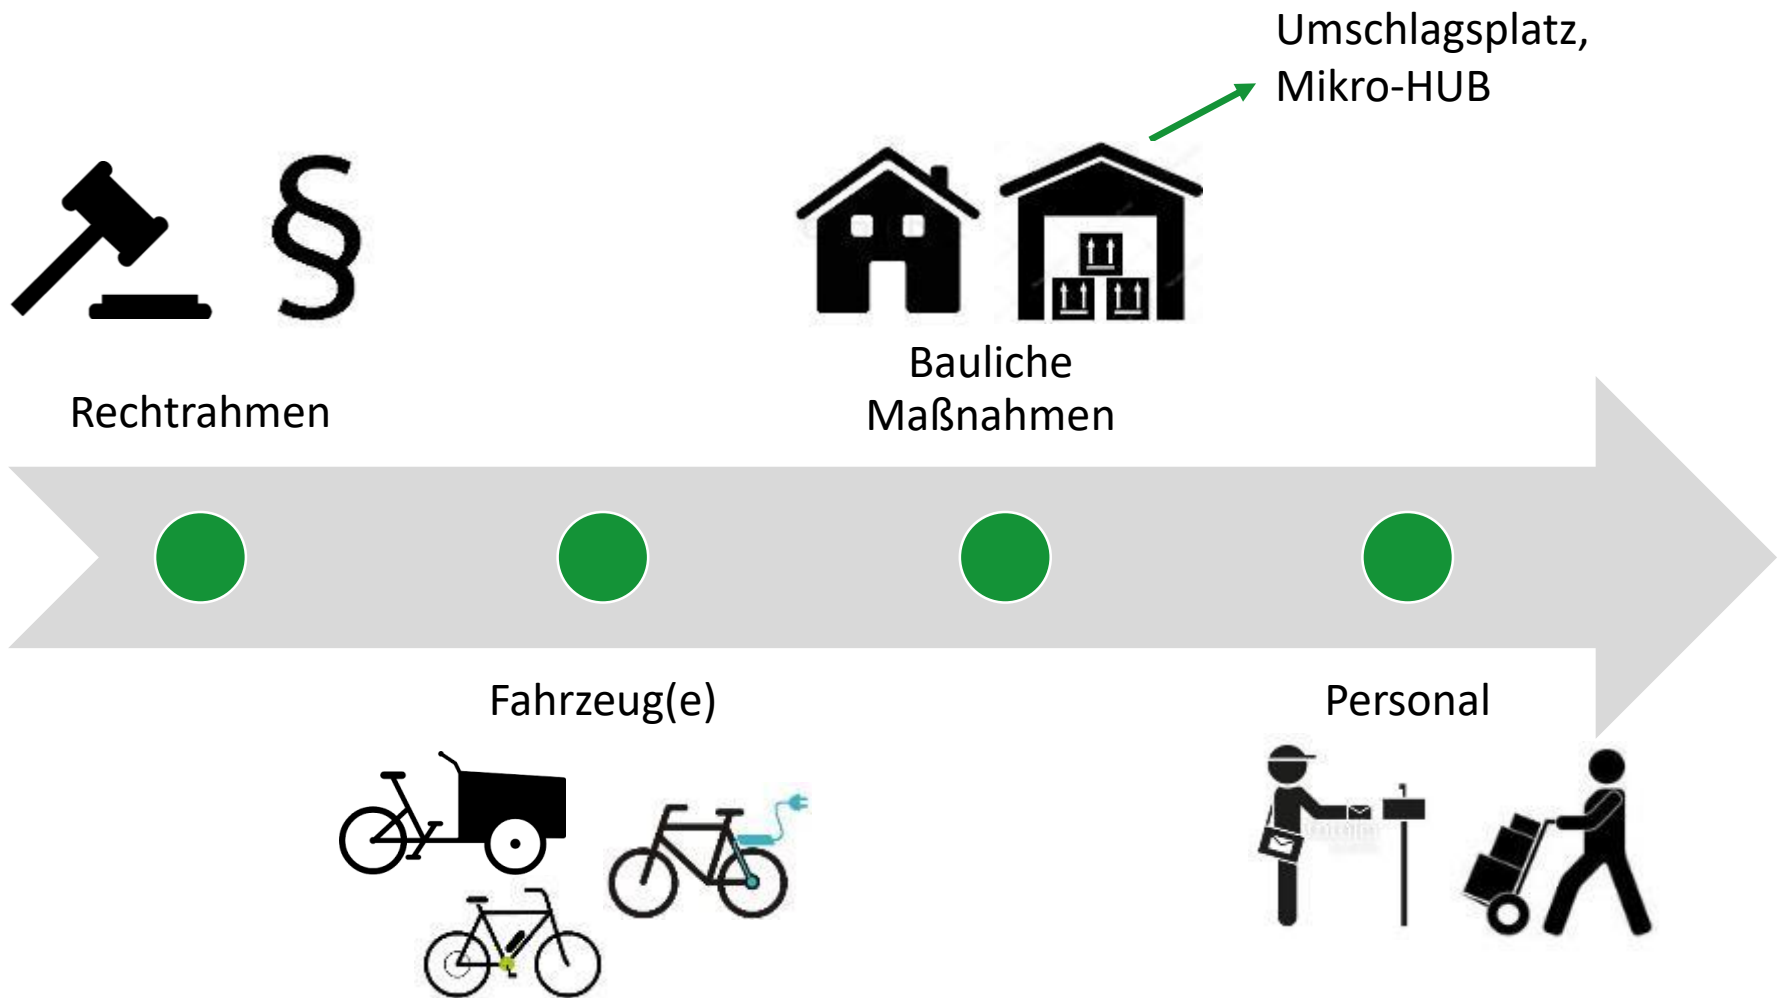 Umschlagsplatz,
Mikro-HUB
§
Rechtrahmen
Bauliche
Maßnahmen
Fahrzeug(e)
Personal